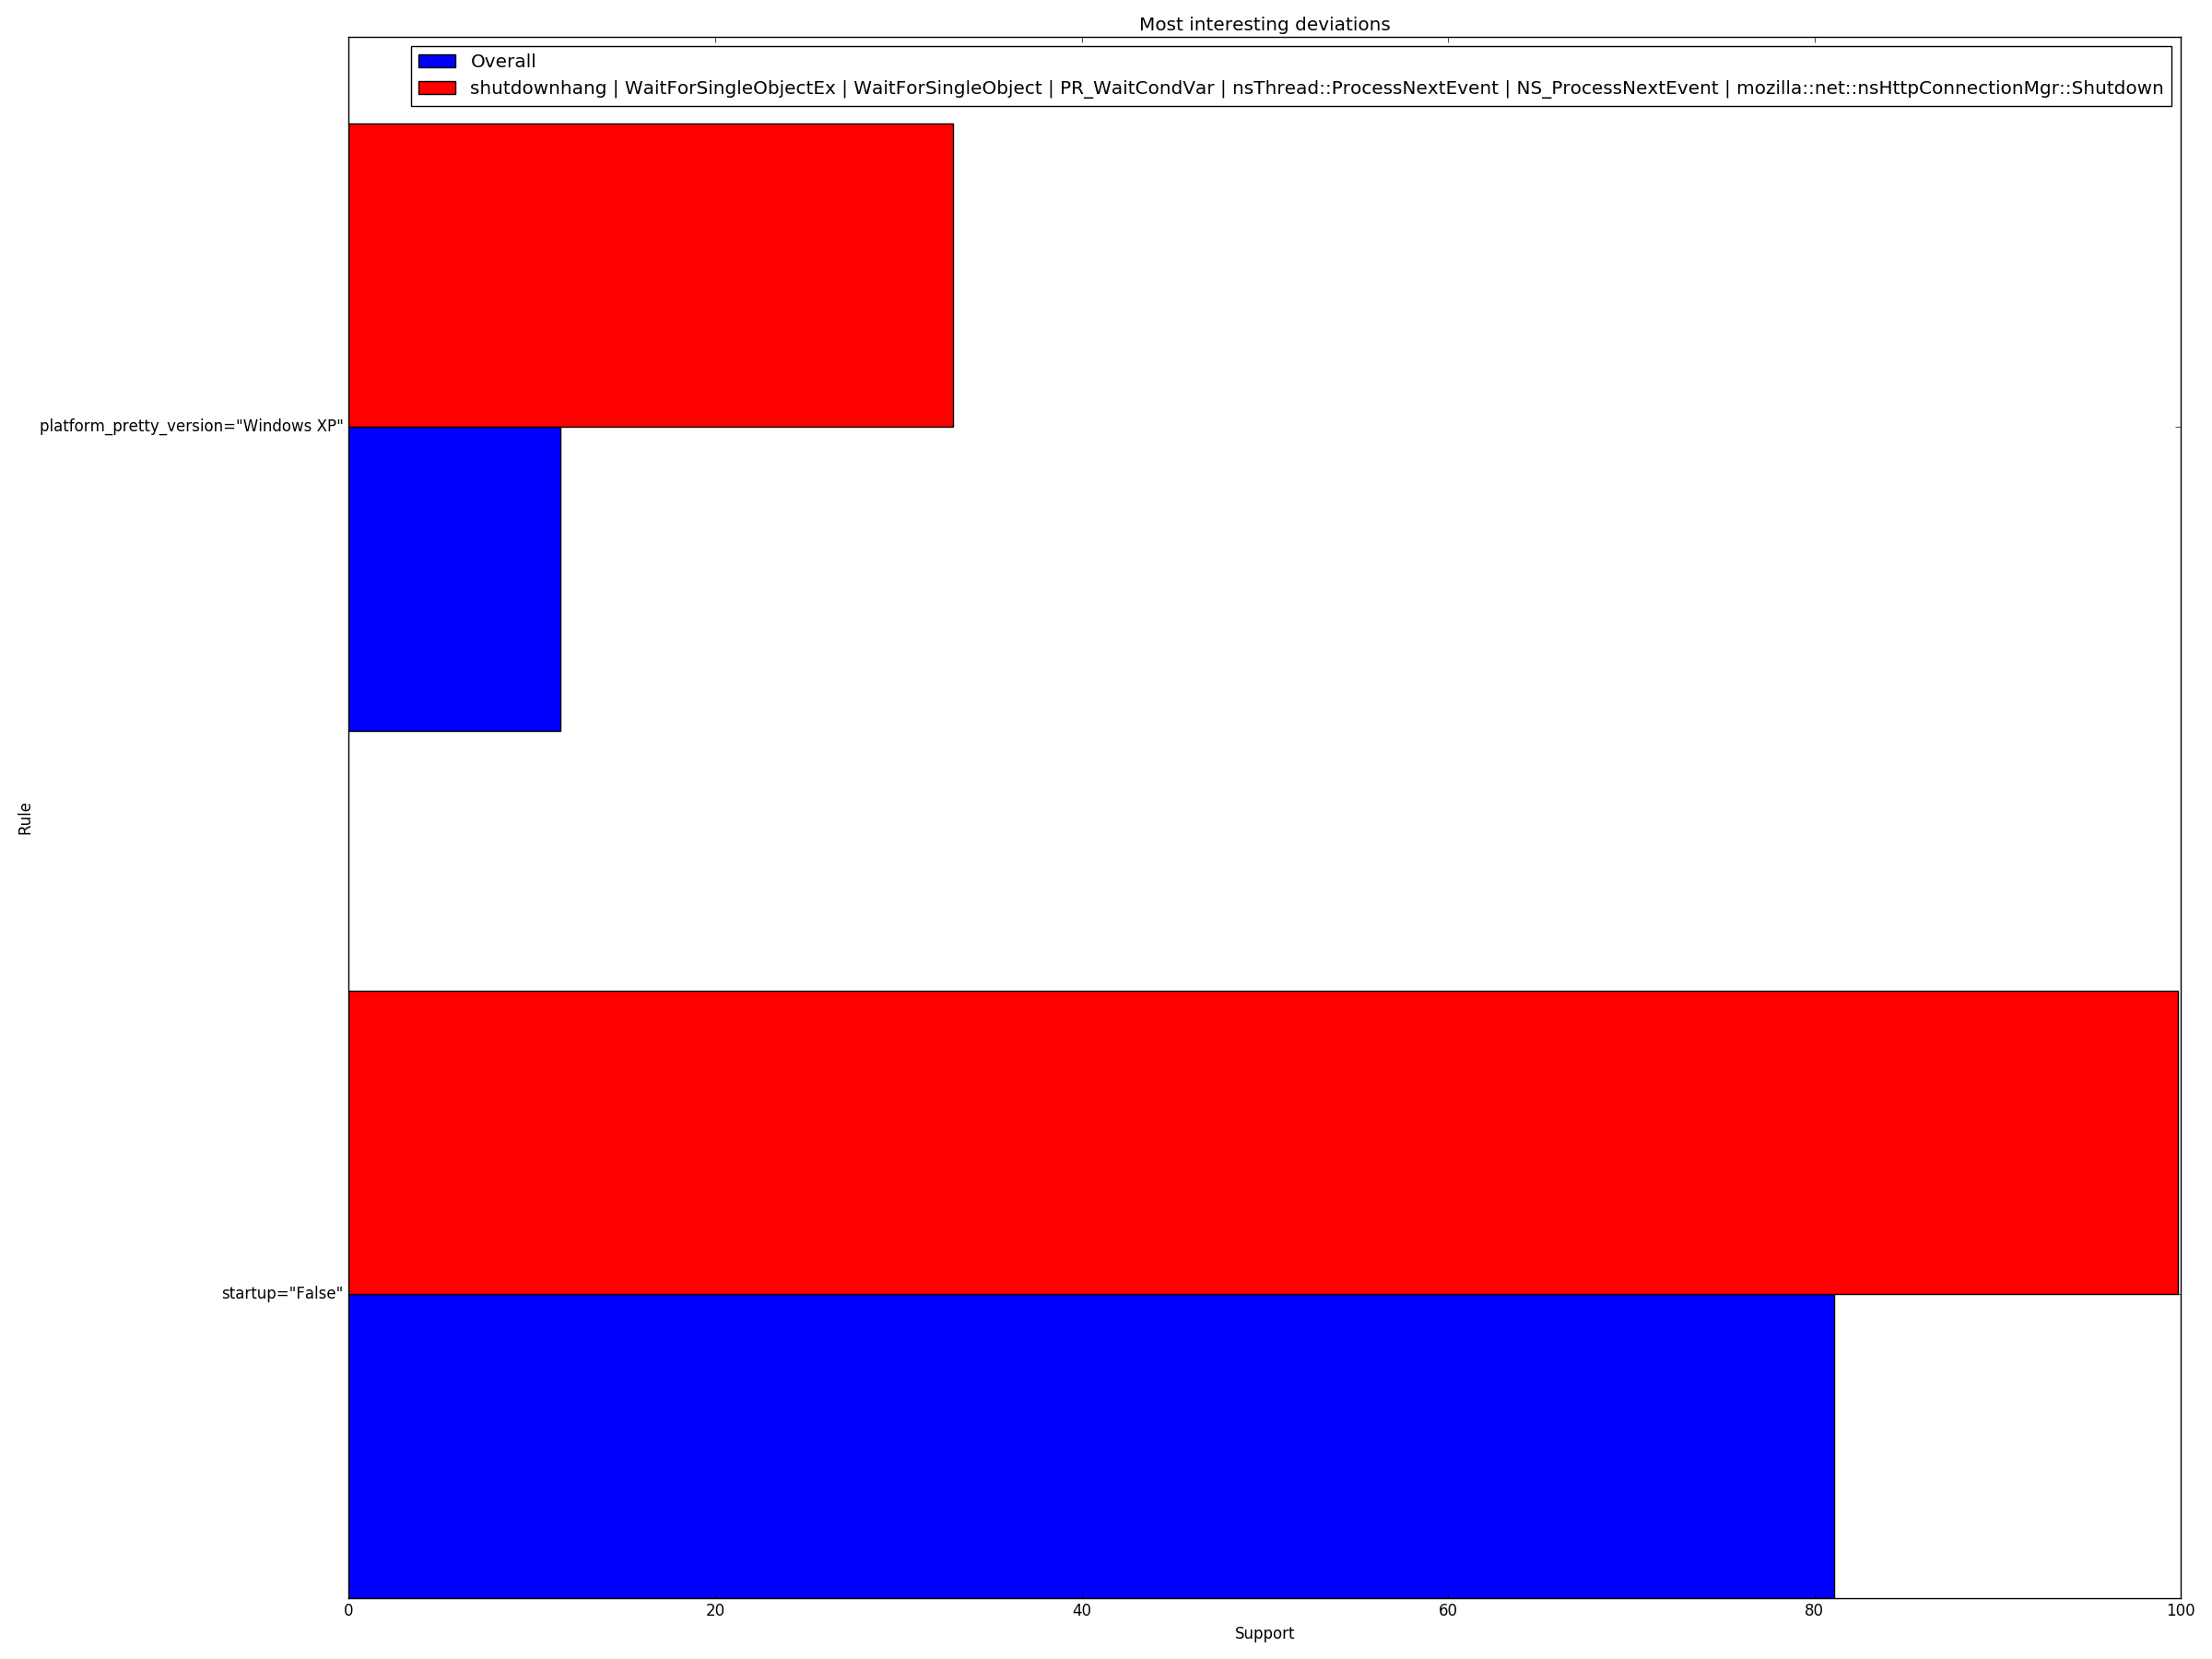 Most interesting deviations
Overall
shutdownhang | WaitForSingleObjectEx | WaitForSingleObject | PR_WaitCondVar | nsThread::ProcessNextEvent | NS_ProcessNextEvent | mozilla::net::nsHttpConnectionMgr::Shutdown
platform_pretty_version="Windows XP"
Rule
startup="False"
0 20 40 60 80 100
Support